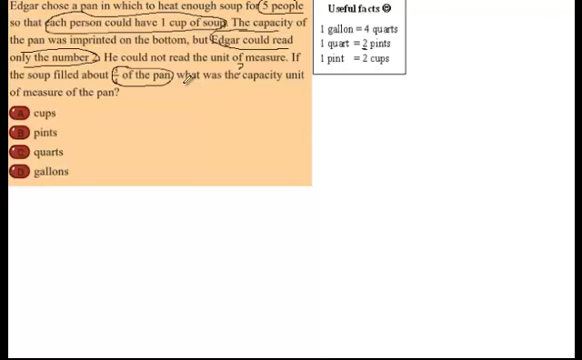 Edgar chose a pan in which to heat enough soup for 5 people
so that each person could have 1 cup of soup. The capacity of
the pan was imprinted on the bottom, but Edgar could read
only the number 2. He could not read the unit of measure. If
the soup filled about of the pan, what was the capacity unit
of measure of the pan?
A cups
B pints
C quarts
D gallons
Useful facts ☺
1 gallon = 4 quarts
1 quart = 2 pints
1 pint = 2 cups
?